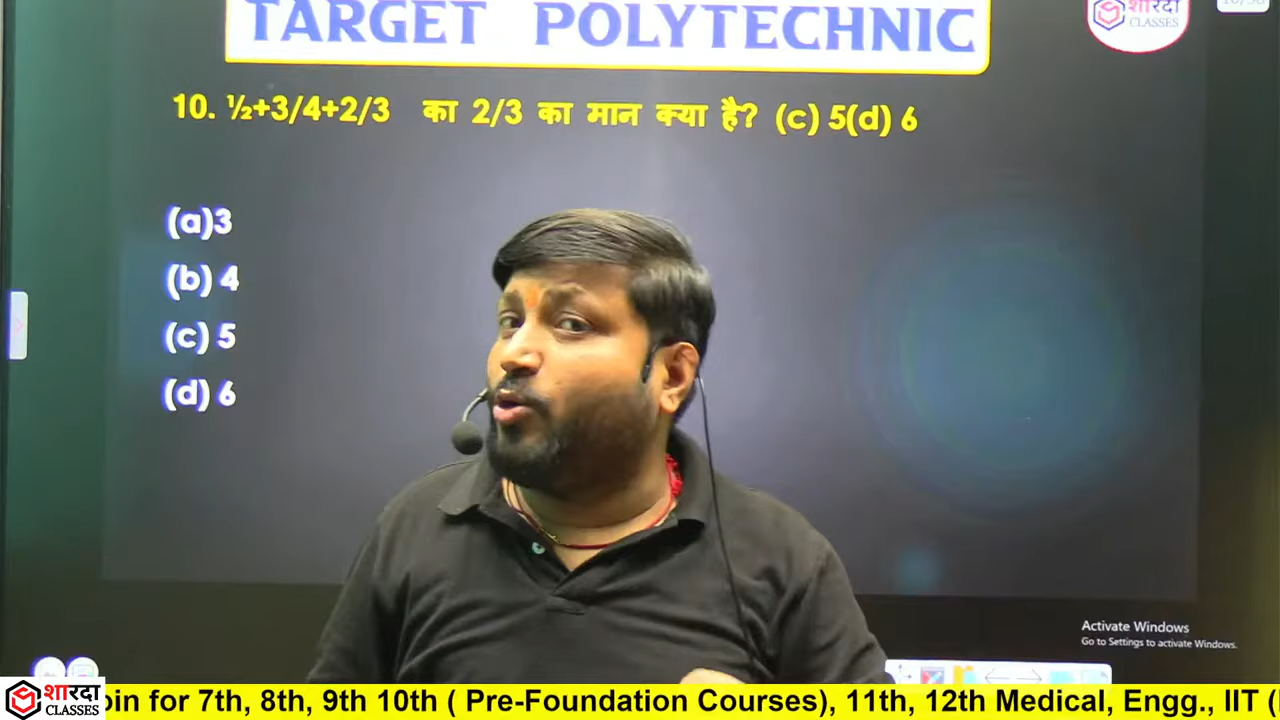 TARGET POLYTECHNIC
शारदा
CLASSES
10. ½+3/4+2/3 का 2/3 का मान क्या है? (c) 5(d) 6
(a)3
(b) 4
(c) 5
(d) 6
Activate Windows
Go to Settings to activate Windows.
शारदा
CLASSES
oin for 7th, 8th, 9th 10th ( Pre-Foundation Courses), 11th, 12th Medical, Engg., IIT (